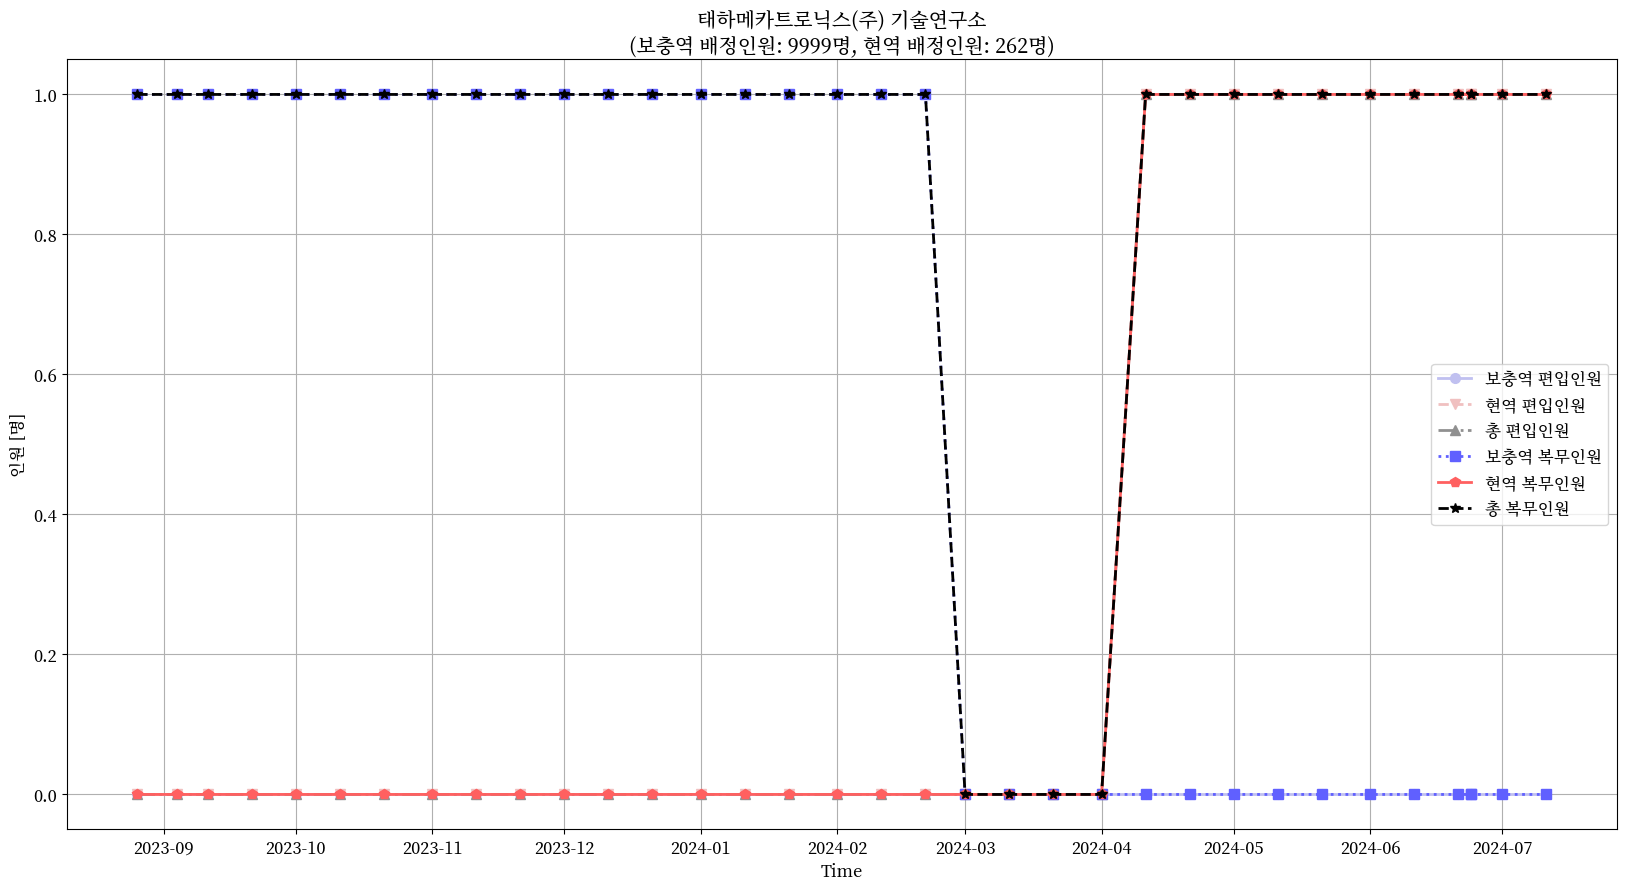 태하메카트로닉스(주) 기술연구소
(보충역 배정인원: 9999명, 현역 배정인원: 262명)
인원 [명]
1.0
0.8
0.6
0.4
0.2
0.0
보충역 편입인원
현역 편입인원
총 편입인원
보충역 복무인원
현역 복무인원
총 복무인원
2023-09 2023-10 2023-11 2023-12 2024-01 2024-02 2024-03 2024-04 2024-05 2024-06 2024-07
Time